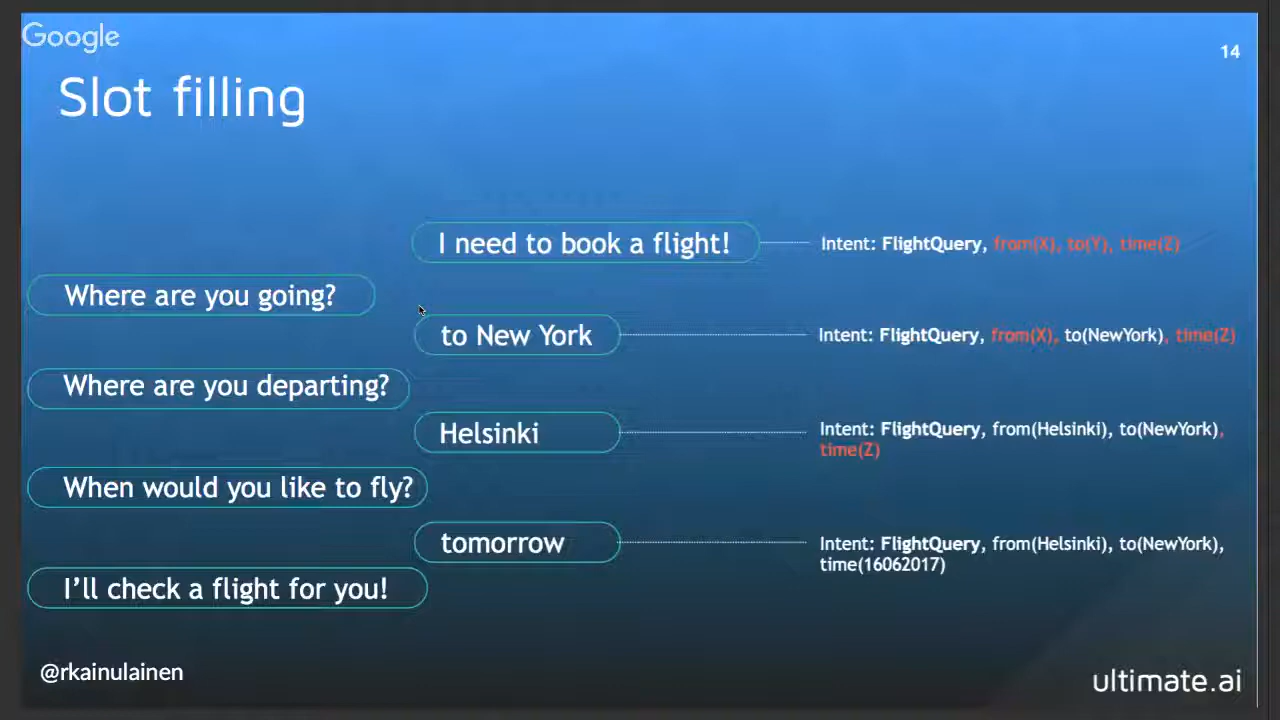 Google
14
Slot filling
I need to book a flight!
Intent: FlightQuery, from(X), to(Y), time(Z)
Where are you going?
to New York
Intent: FlightQuery, from(X), to(NewYork), time(Z)
Where are you departing?
Helsinki
Intent: FlightQuery, from(Helsinki), to(NewYork),
time(Z)
When would you like to fly?
tomorrow
Intent: FlightQuery, from(Helsinki), to(NewYork),
time(16062017)
I'll check a flight for you!
@rkainulainen
ultimate.ai